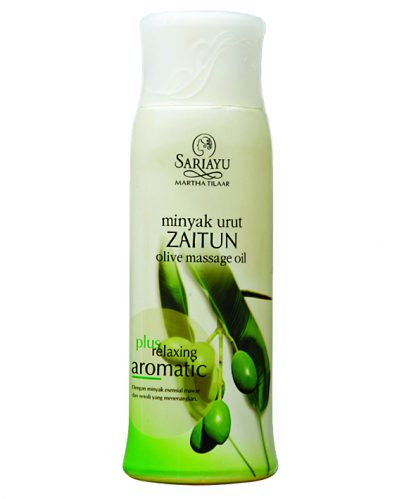 SARIAYU
MARTHA TILAAR
minyak urut
ZAITUN
olive massage oil
plus
relaxing
aromatic
Dengan minyak esensial mawar
dan neroli yang menenangkan.